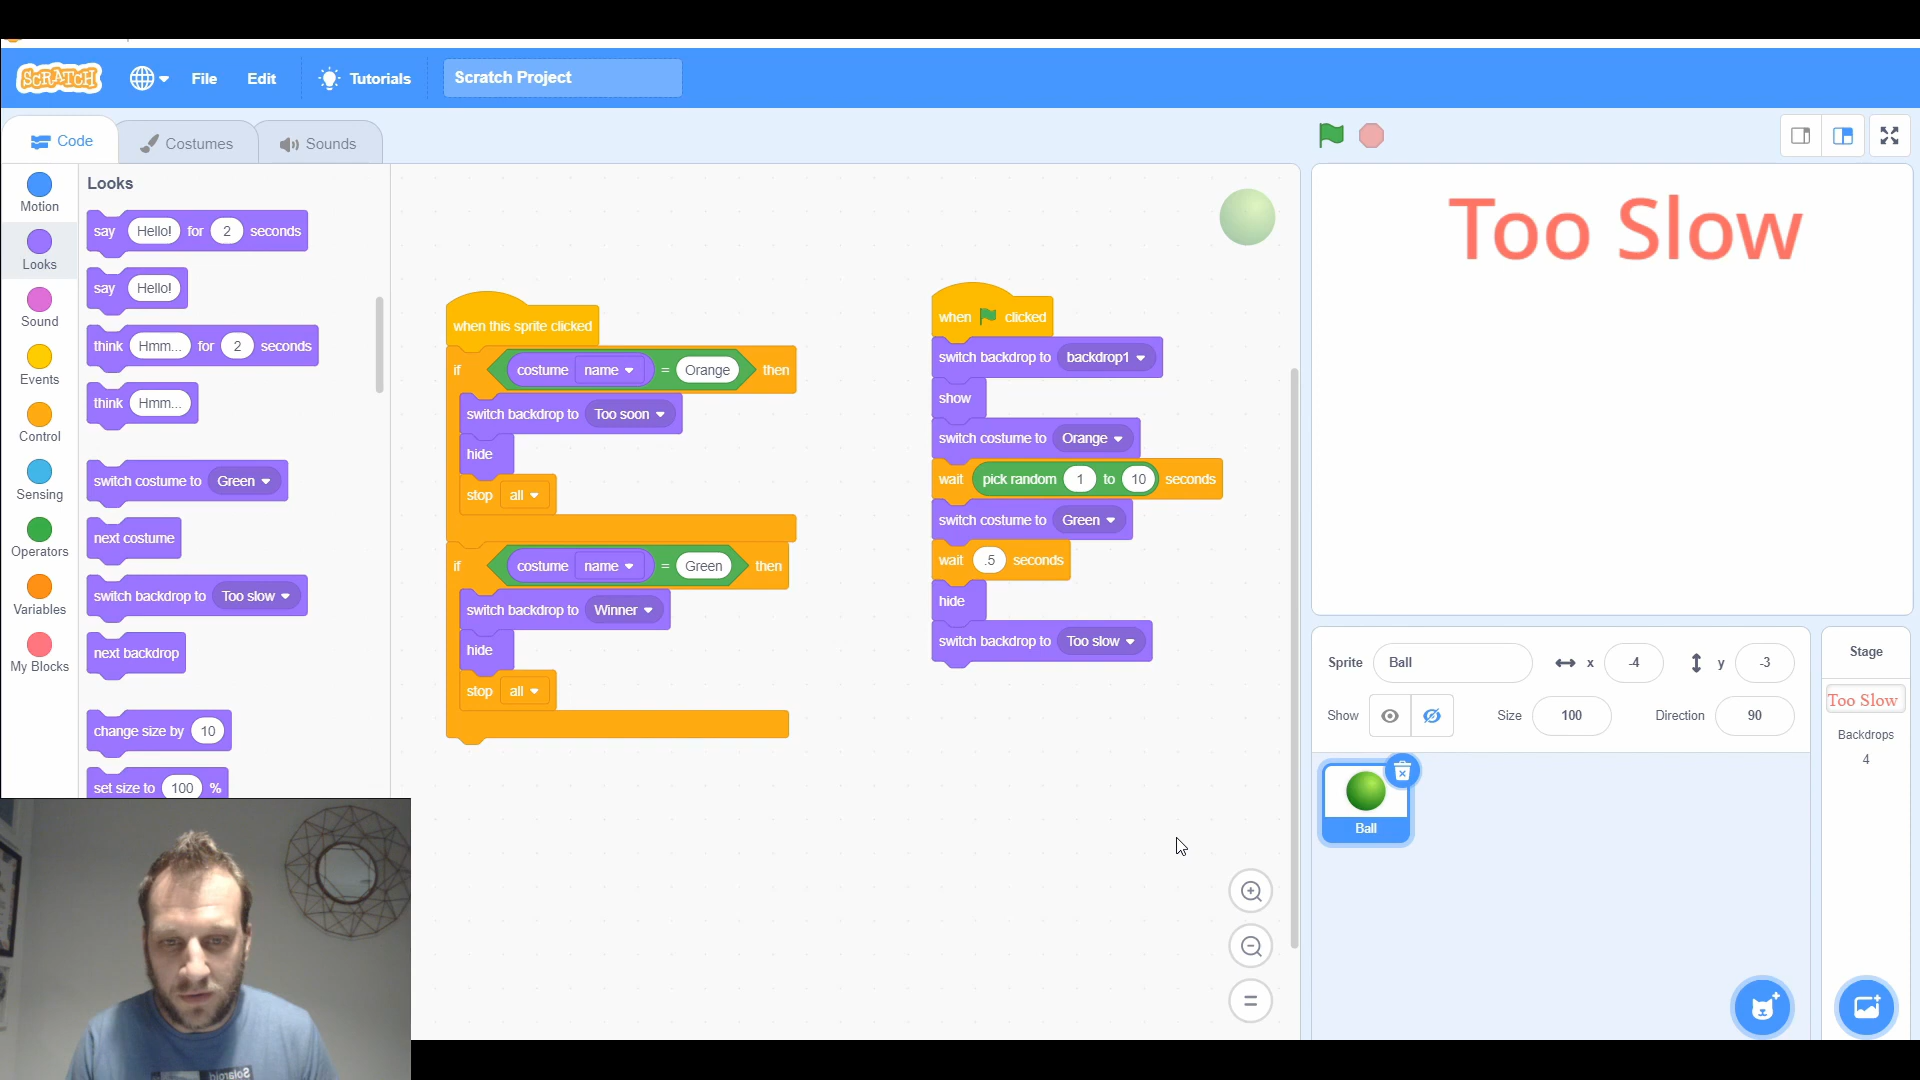 SCRATCH File Edit Tutorials Scratch Project
Code Costumes Sounds
Motion
Looks
Sound
Events
Control
Sensing
Operators
Variables
My Blocks
Looks
say Hello! for 2 seconds
say Hello!
think Hmm... for 2 seconds
think Hmm...
switch costume to Green
next costume
switch backdrop to Too slow
next backdrop
change size by 10
set size to 100 %
when this sprite clicked
if costume name = Orange then
switch backdrop to Too soon
hide
stop all
if costume name = Green then
switch backdrop to Winner
hide
stop all
when clicked
switch backdrop to backdrop1
show
switch costume to Orange
wait pick random 1 to 10 seconds
switch costume to Green
wait .5 seconds
hide
switch backdrop to Too slow
Too Slow
Sprite Ball x -4 y -3
Show Size 100 Direction 90
Ball
Stage
Too Slow
Backdrops
4
Solaroid